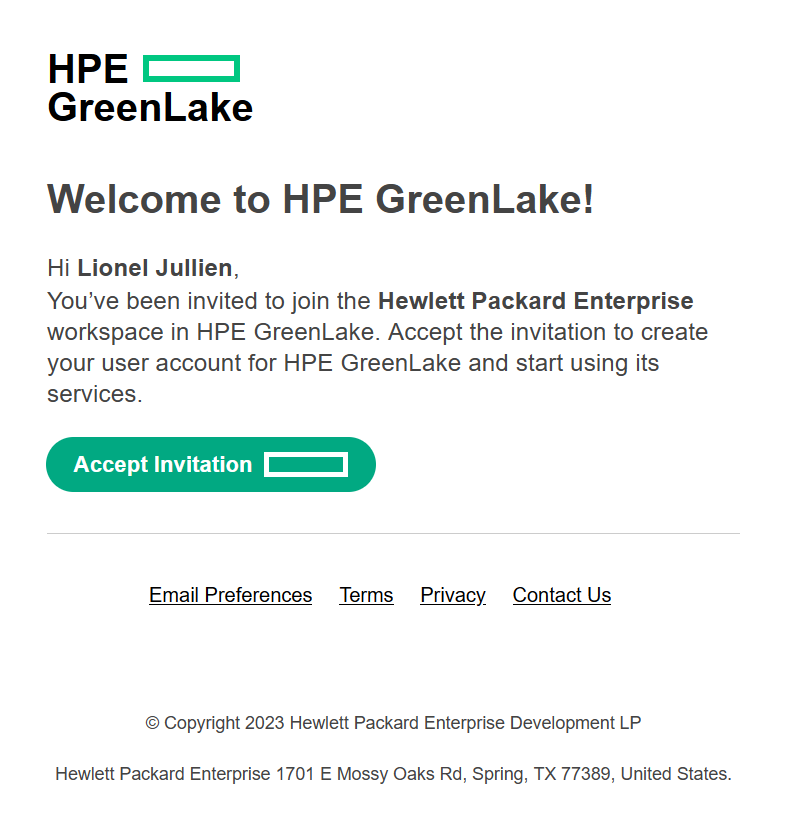 HPE
GreenLake
Welcome to HPE GreenLake!
Hi Lionel Jullien,
You’ve been invited to join the Hewlett Packard Enterprise
workspace in HPE GreenLake. Accept the invitation to create
your user account for HPE GreenLake and start using its
services.
Accept Invitation
Email Preferences Terms Privacy Contact Us
© Copyright 2023 Hewlett Packard Enterprise Development LP
Hewlett Packard Enterprise 1701 E Mossy Oaks Rd, Spring, TX 77389, United States.